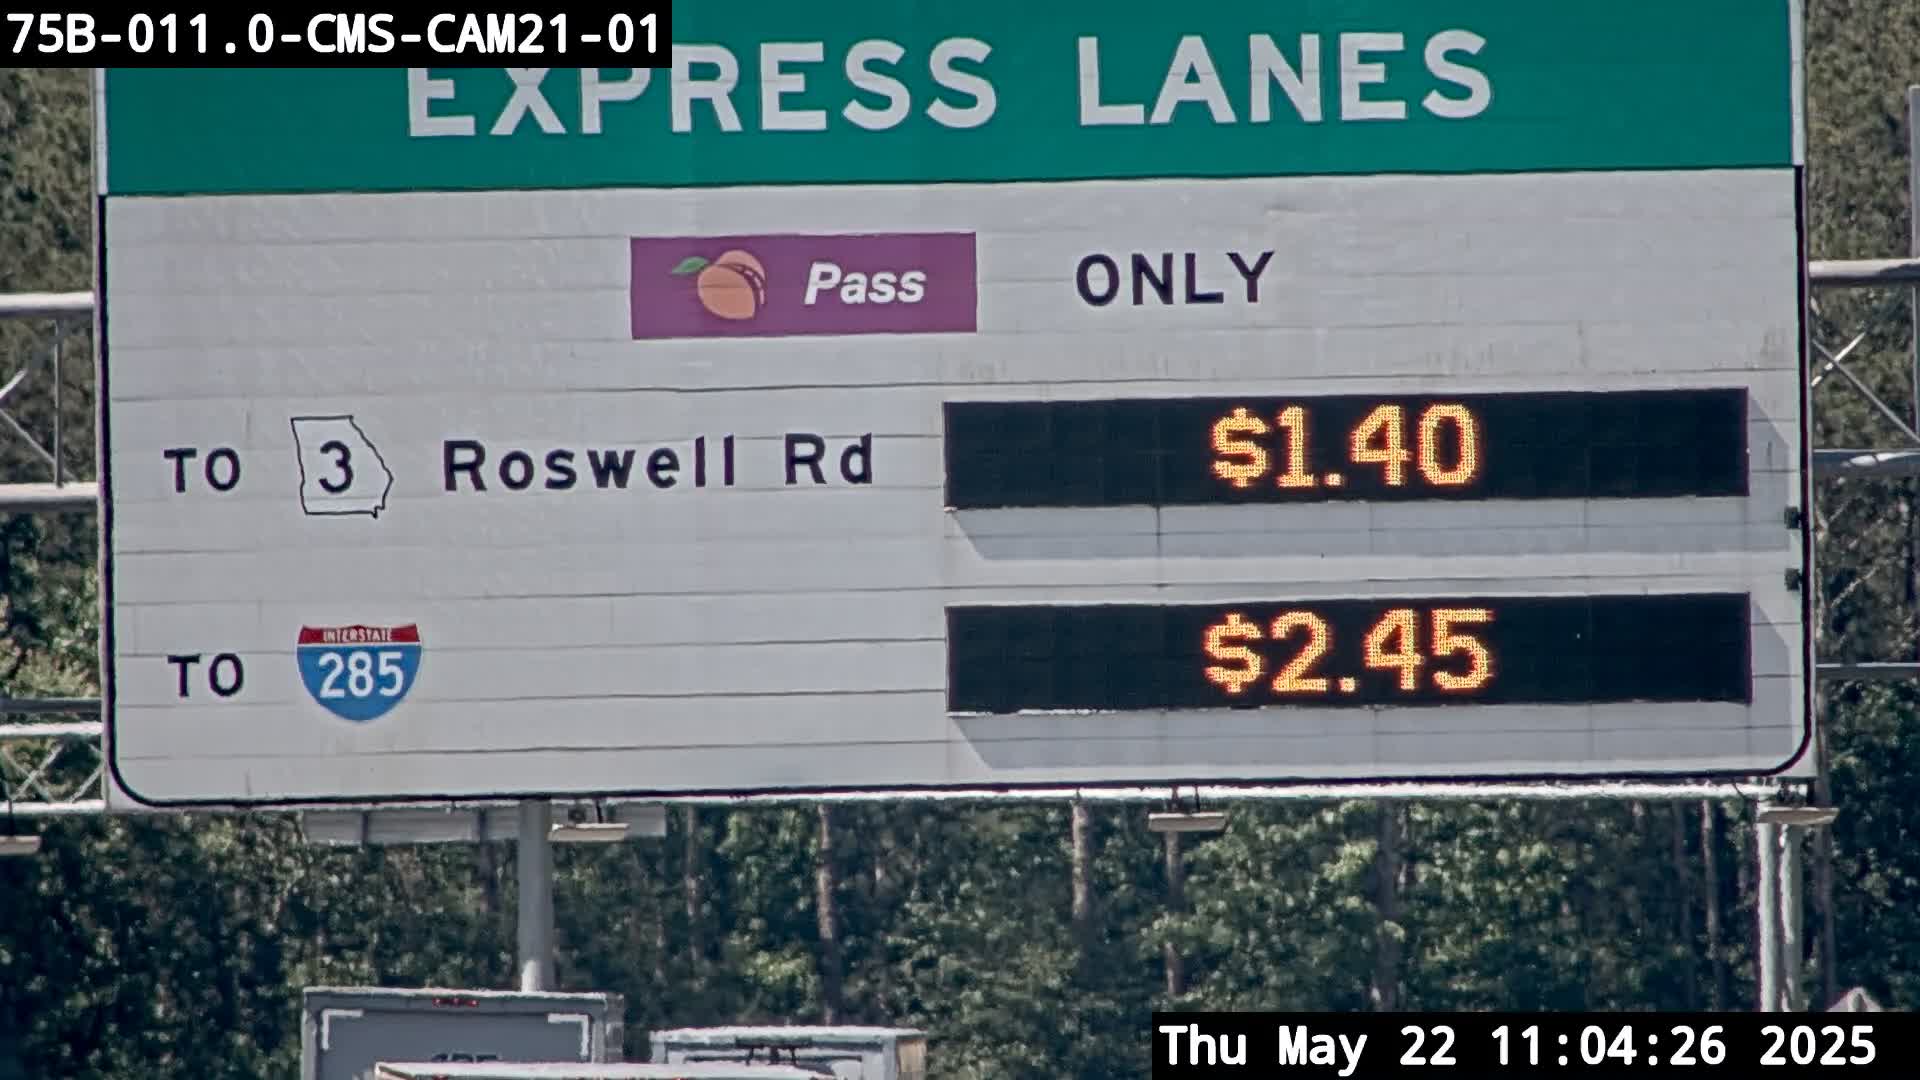 75B-011.0-CMS-CAM21-01
EXPRESS LANES
Pass ONLY
TO 3 Roswell Rd $1.40
INTERSTATE
TO 285 $2.45
Thu May 22 11:04:26 2025